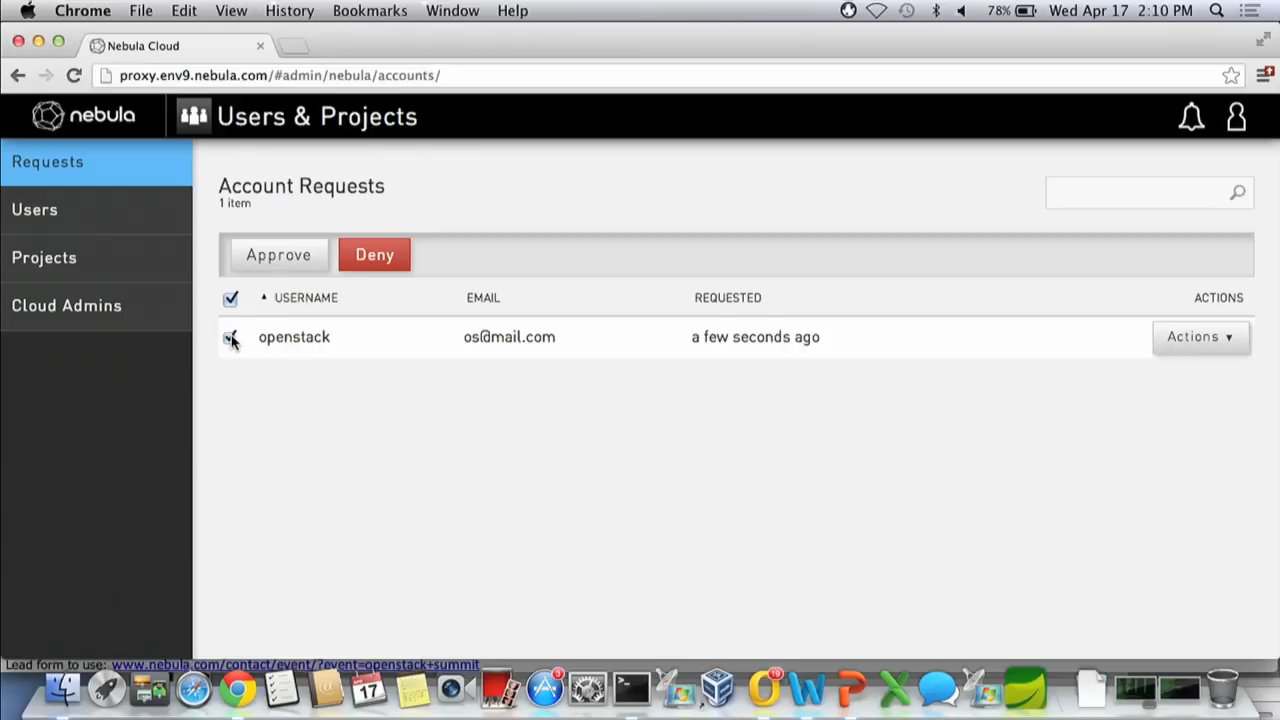 Chrome File Edit View History Bookmarks Window Help 78% Wed Apr 17 2:10 PM
Nebula Cloud
proxy.env9.nebula.com/#admin/nebula/accounts/
nebula Users & Projects
Requests
Users
Projects
Cloud Admins
Account Requests
1 item
Approve Deny
USERNAME EMAIL REQUESTED ACTIONS
openstack os@mail.com a few seconds ago Actions
Lead form to use: www.nebula.com/contact/event/?event=openstack+summit
17 3 19